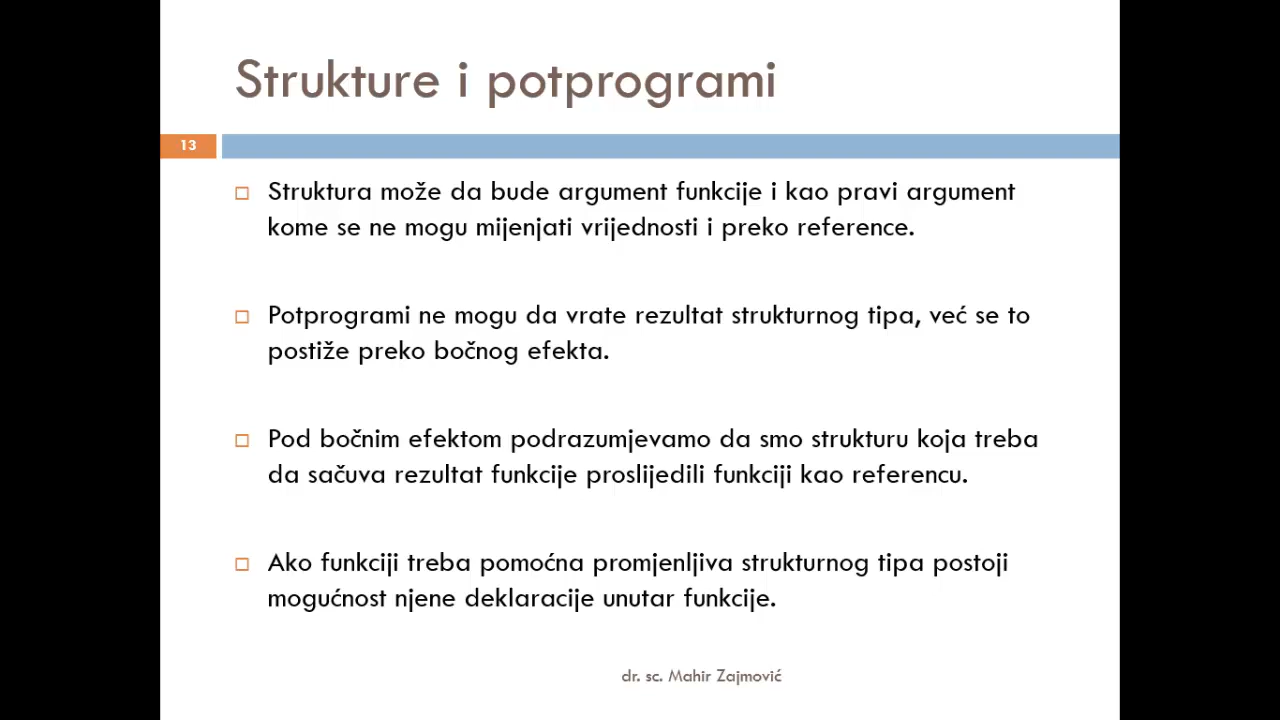 Strukture i potprogrami
13
Struktura može da bude argument funkcije i kao pravi argument
kome se ne mogu mijenjati vrijednosti i preko reference.
Potprogrami ne mogu da vrate rezultat strukturnog tipa, već se to
postiže preko bočnog efekta.
Pod bočnim efektom podrazumjevamo da smo strukturu koja treba
da sačuva rezultat funkcije proslijedili funkciji kao referencu.
Ako funkciji treba pomoćna promjenljiva strukturnog tipa postoji
mogućnost njene deklaracije unutar funkcije.
dr. sc. Mahir Zajmović